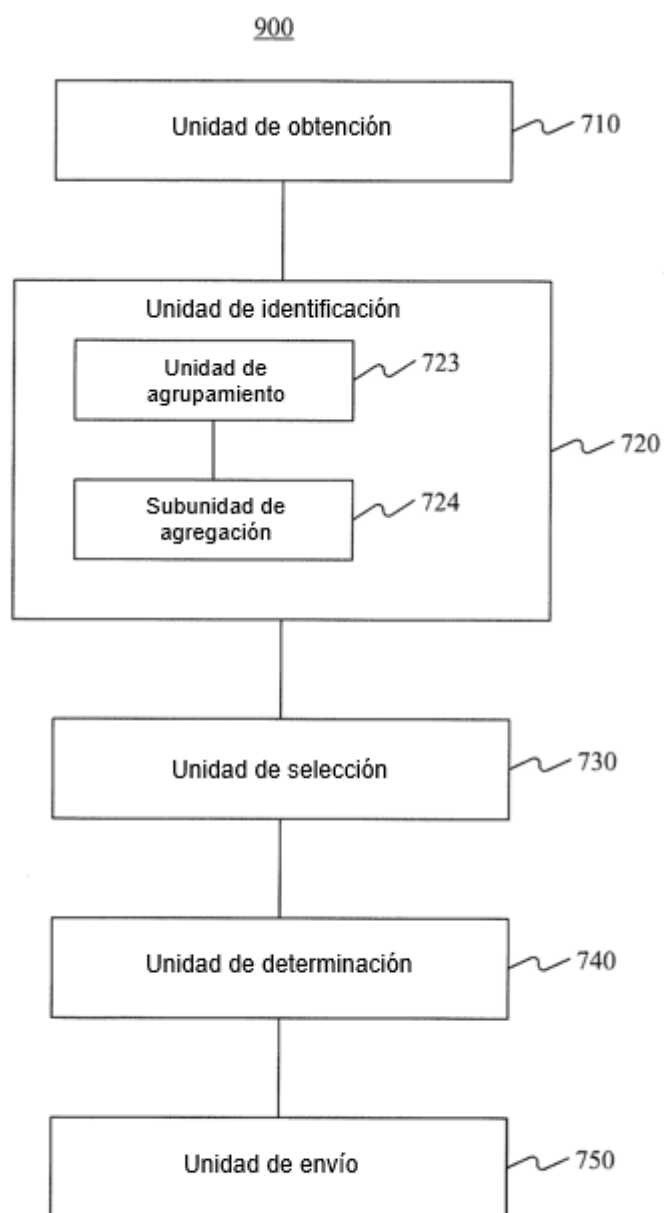 900
Unidad de obtención
710
Unidad de identificación
Unidad de
agrupamiento
723
720
Subunidad de
agregación
724
Unidad de selección
730
Unidad de determinación
740
Unidad de envío
750